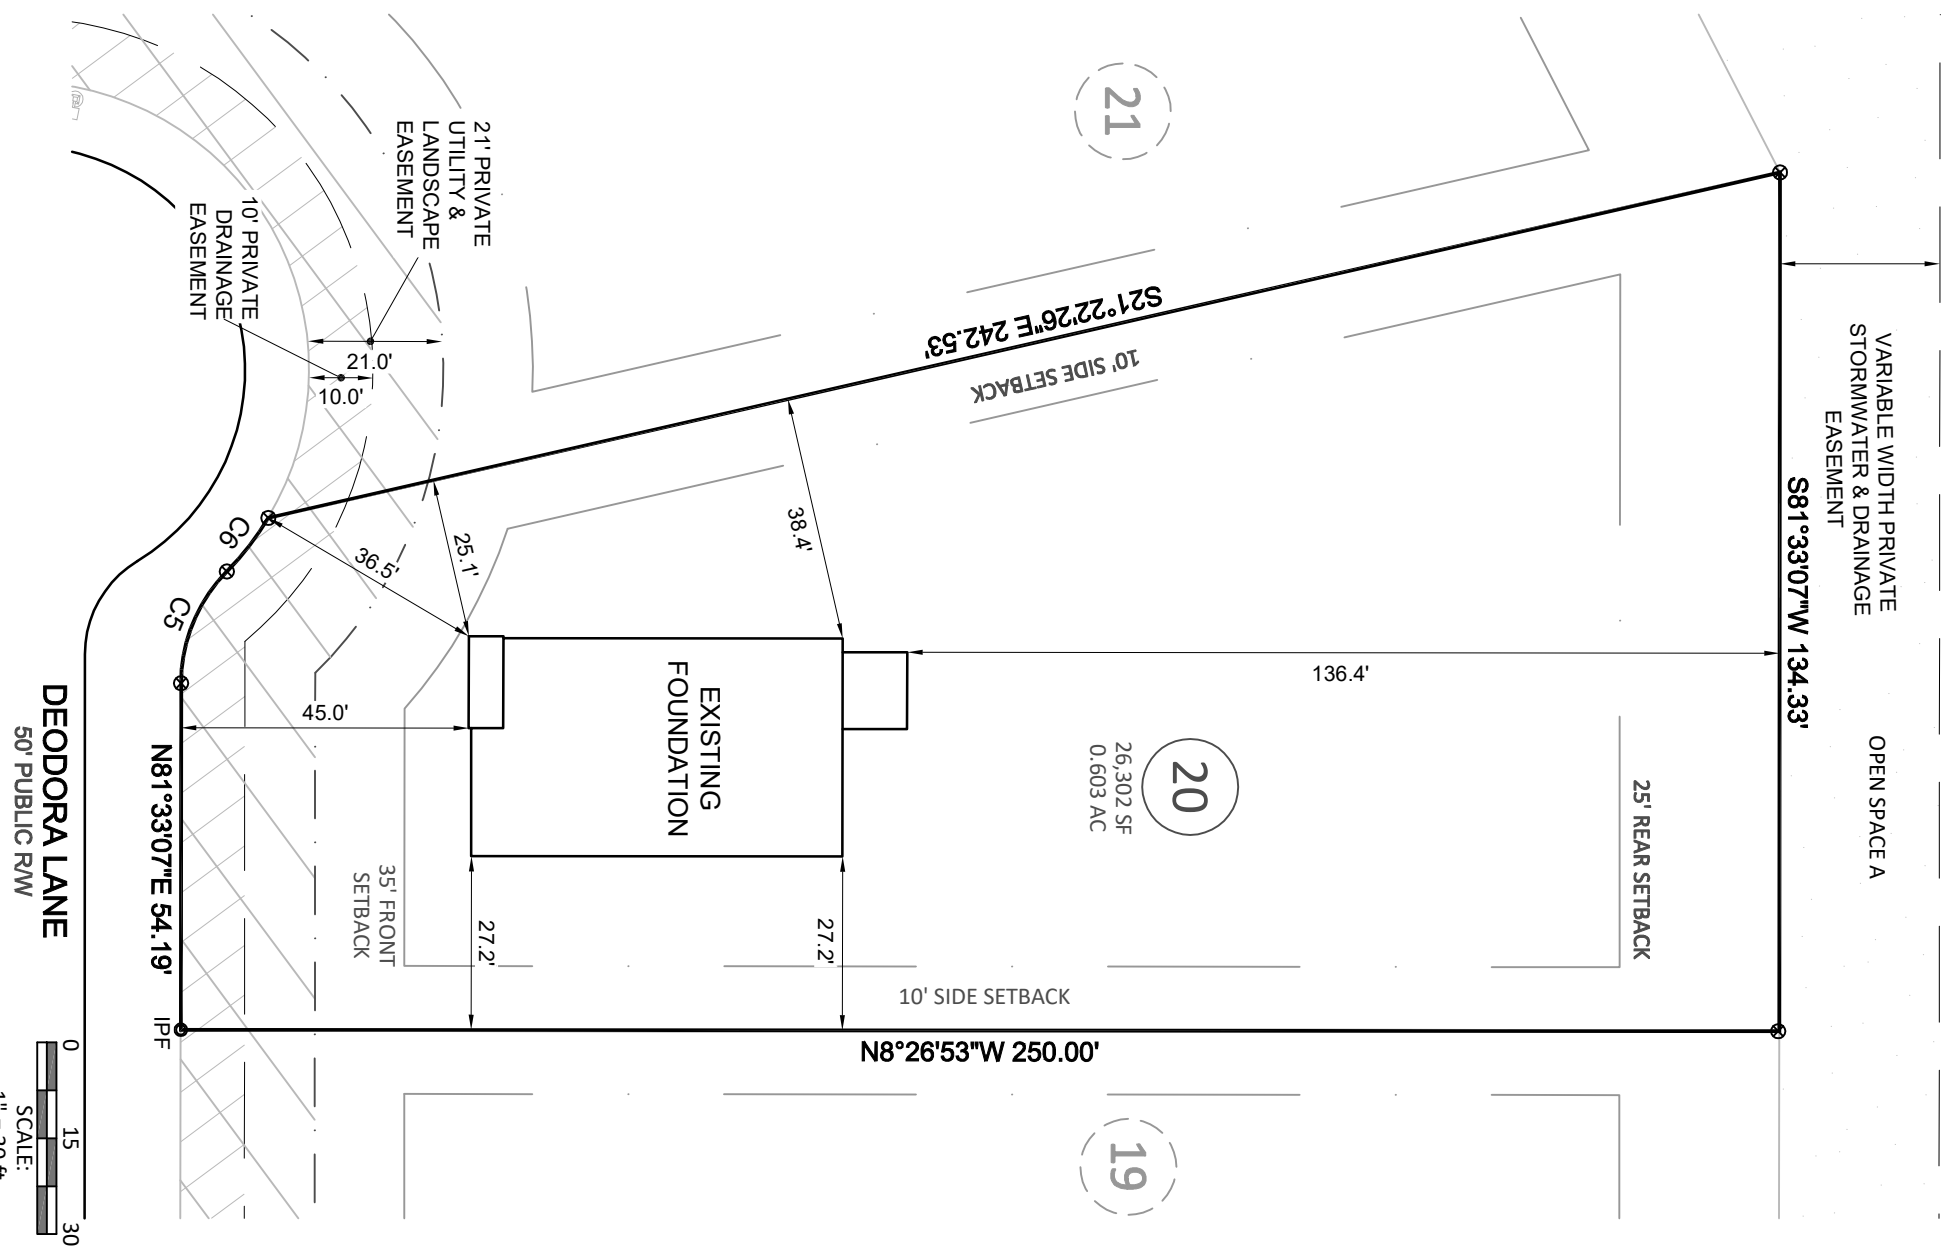 VARIABLE WIDTH PRIVATE
STORMWATER & DRAINAGE
EASEMENT
OPEN SPACE A
S81°33'07"W 134.33'
25' REAR SETBACK
21
S21°22'26"E 242.53'
10' SIDE SETBACK
136.4'
20
26,302 SF
0.603 AC
10' SIDE SETBACK
N8°26'53"W 250.00'
19
38.4'
27.2'
EXISTING
FOUNDATION
25.1'
27.2'
21' PRIVATE
UTILITY &
LANDSCAPE
EASEMENT
36.5'
35' FRONT
SETBACK
21.0'
10.0'
45.0'
10' PRIVATE
DRAINAGE
EASEMENT
C6
C5
N81°33'07"E 54.19'
IPF
DEODORA LANE
50' PUBLIC R/W
0 15 30
SCALE: